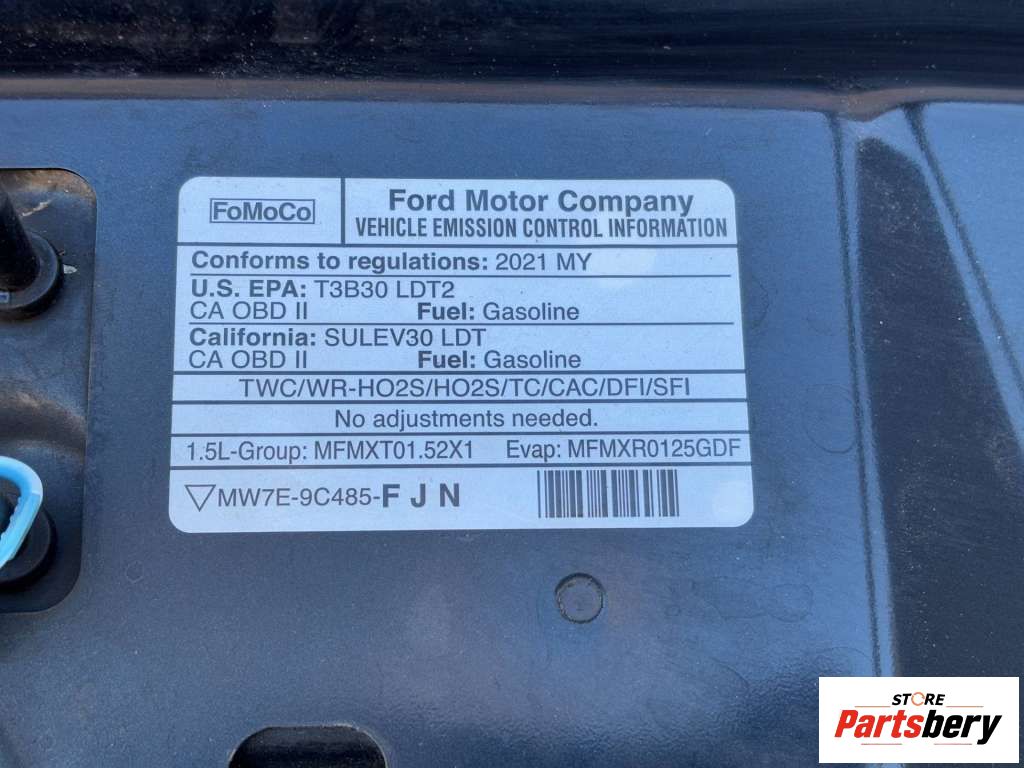 FoMoCo
Ford Motor Company
VEHICLE EMISSION CONTROL INFORMATION
Conforms to regulations: 2021 MY
U.S. EPA: T3B30 LDT2
CA OBD II Fuel: Gasoline
California: SULEV30 LDT
CA OBD II Fuel: Gasoline
TWC/WR-HO2S/HO2S/TC/CAC/DFI/SFI
No adjustments needed.
1.5L-Group: MFMXT01.52X1 Evap: MFMXR0125GDF
▽MW7E-9C485-F J N
STORE
Partsbery